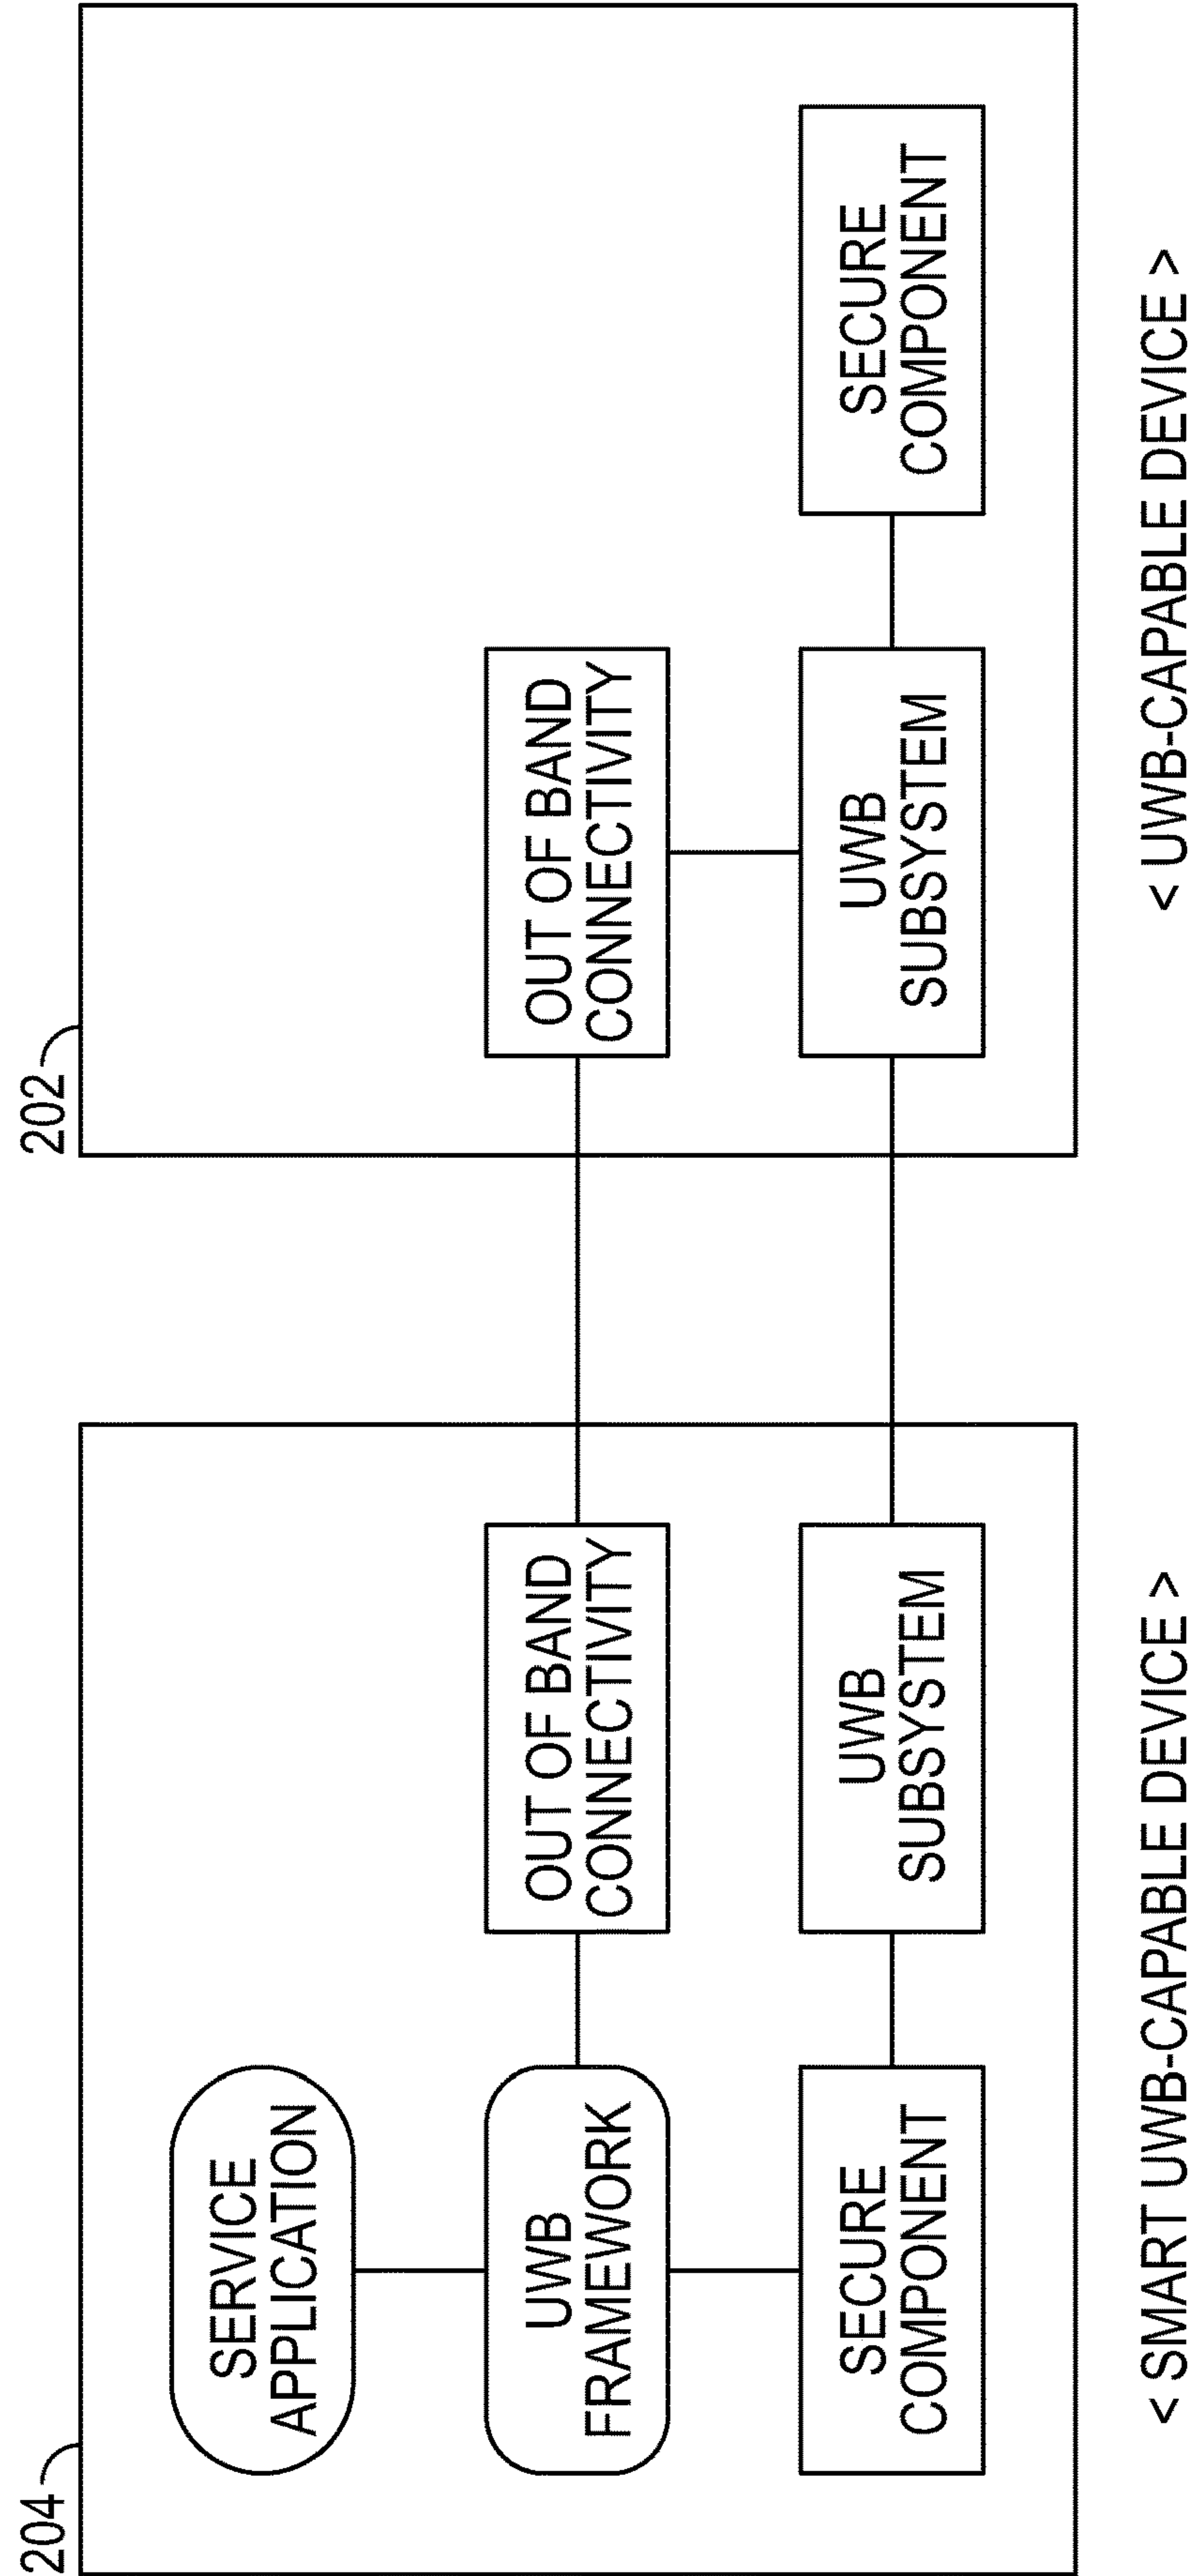 204
SERVICE
APPLICATION
UWB
FRAMEWORK
OUT OF BAND
CONNECTIVITY
SECURE
COMPONENT
UWB
SUBSYSTEM
< SMART UWB-CAPABLE DEVICE >
202
OUT OF BAND
CONNECTIVITY
UWB
SUBSYSTEM
SECURE
COMPONENT
< UWB-CAPABLE DEVICE >